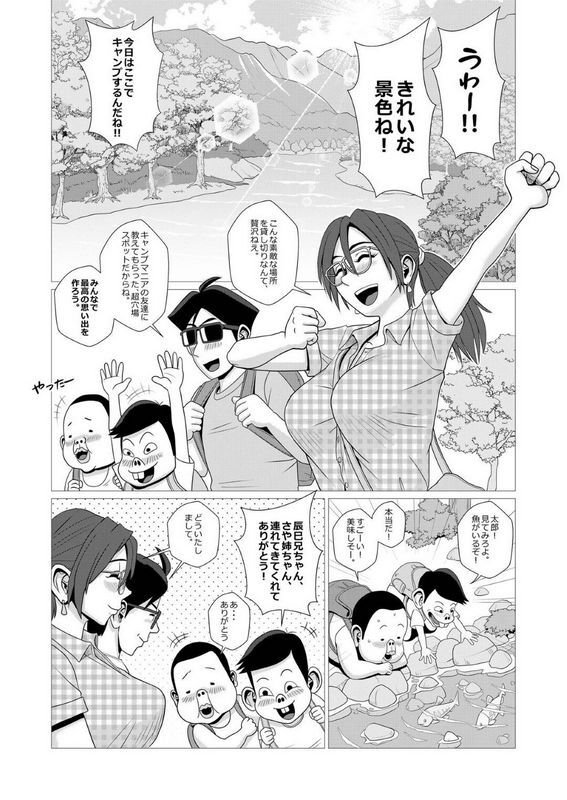 うわー!!
きれいな
景色ね!
今日はここで
キャンプするんだね!!
こんな素敵な場所
を貸し切りなんて、
贅沢ねえ。
キャンプマニアの友達に
教えてもらった、超穴場
スポットだからね。
みんなで
最高の思い出を
作ろう。
やったー
太郎!
見てみろよ。
魚がいるぞ!
本当だ!
すごーい!
美味しそー。
辰巳兄ちゃん、
さや姉ちゃん、
連れてきてくれて
ありがとう!
あ・・
ありがとう
どういたし
まして。